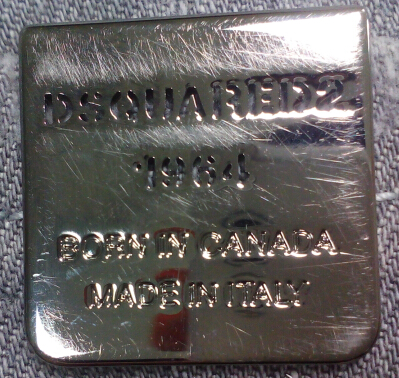 DSQUARED2
1964
BORN IN CANADA
MADE IN ITALY